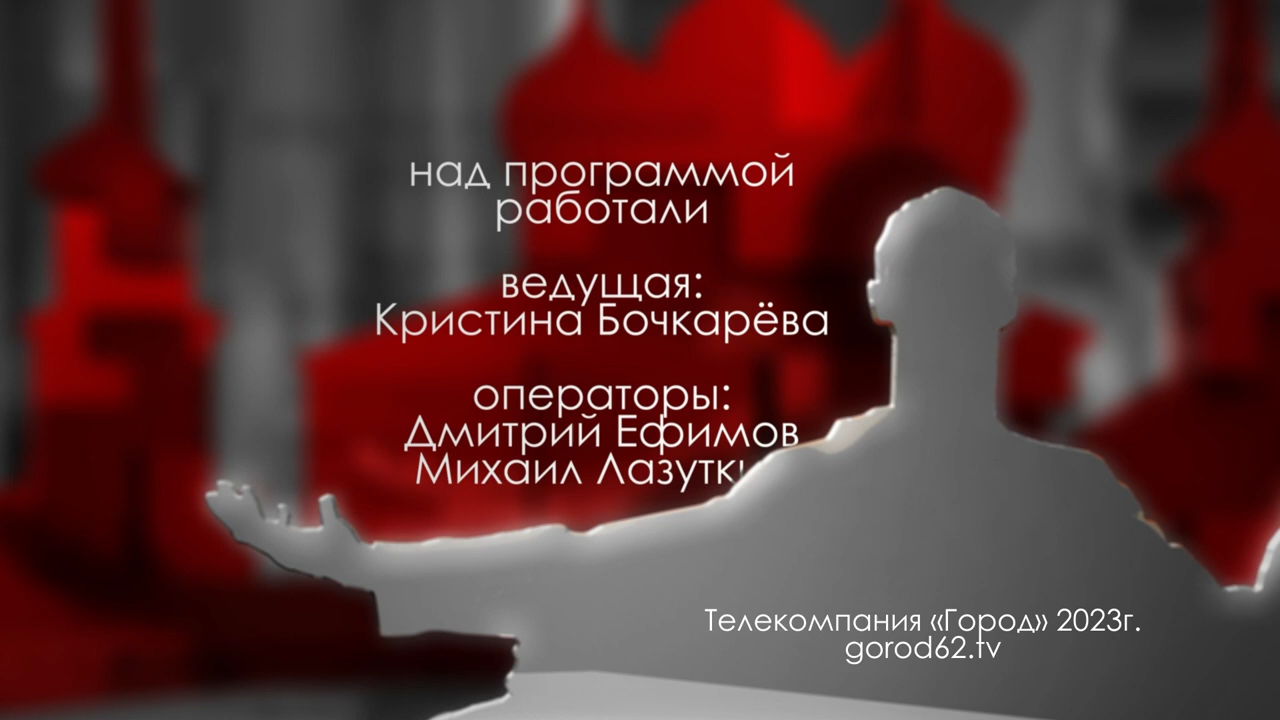 над программой
работали
ведущая:
Кристина Бочкарёва
операторы:
Дмитрий Ефимов
Михаил
Телекомпания «Город» 2023г.
gorod62.tv